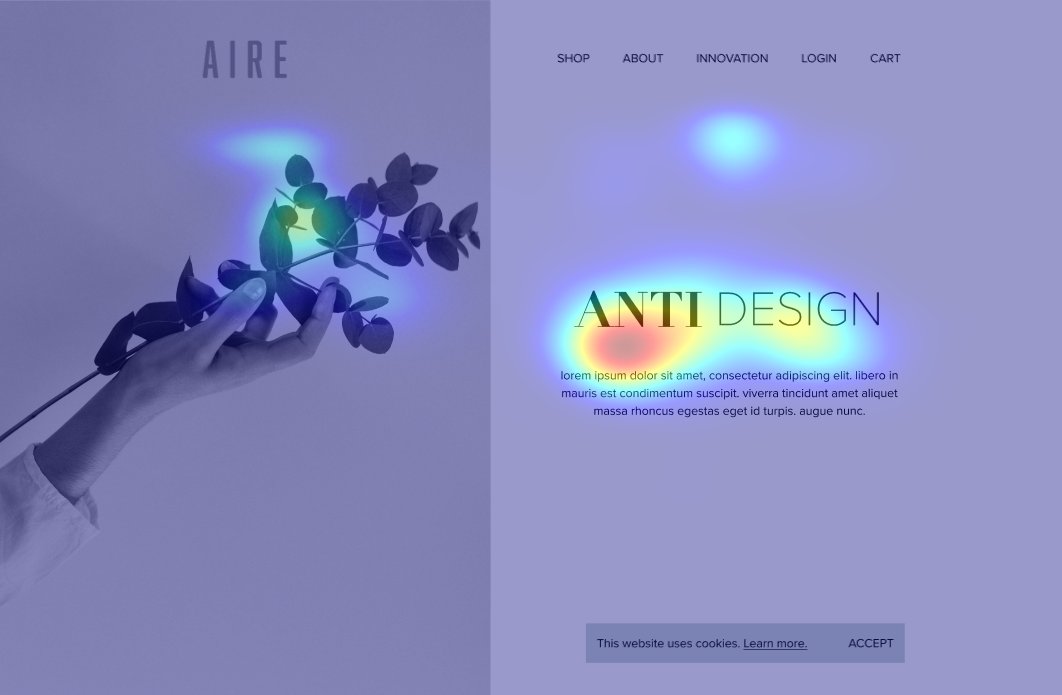 AIRE
SHOP ABOUT INNOVATION LOGIN CART
ANTI DESIGN
lorem ipsum dolor sit amet, consectetur adipiscing elit. libero in
mauris est condimentum suscipit. viverra tincidunt amet aliquet
massa rhoncus egestas eget id turpis. augue nunc.
This website uses cookies. Learn more. ACCEPT